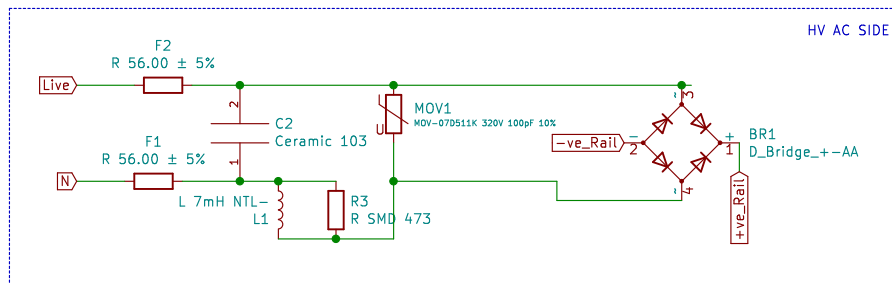 HV AC SIDE
F2
R 56.00 ± 5%
Live
2
3
~
MOV1
MOV-07D511K 320V 100pF 10%
U
C2
Ceramic 103
1
-ve_Rail
−
2
+
1
BR1
D_Bridge_+-AA
F1
R 56.00 ± 5%
N
~
4
+ve_Rail
L 7mH NTL-
L1
R3
R SMD 473